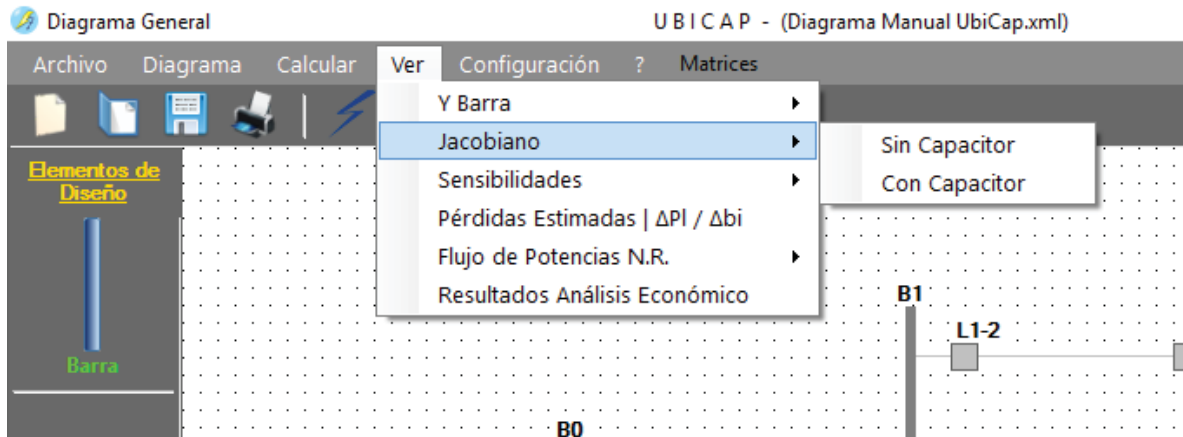 Diagrama General
U B I C A P - (Diagrama Manual UbiCap.xml)
Archivo Diagrama Calcular Ver Configuración ? Matrices
Y Barra
Jacobiano
Sin Capacitor
Sensibilidades
Con Capacitor
Pérdidas Estimadas | ΔPl / Δbi
Flujo de Potencias N.R.
Resultados Análisis Económico
Elementos de
Diseño
Barra
B1
L1-2
B0